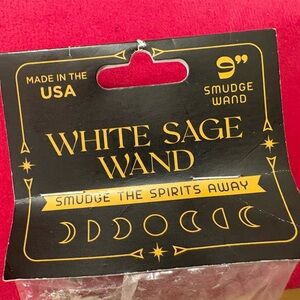 MADE IN THE
USA
9"
SMUDGE
WAND
WHITE SAGE
WAND
SMUDGE THE SPIRITS AWAY